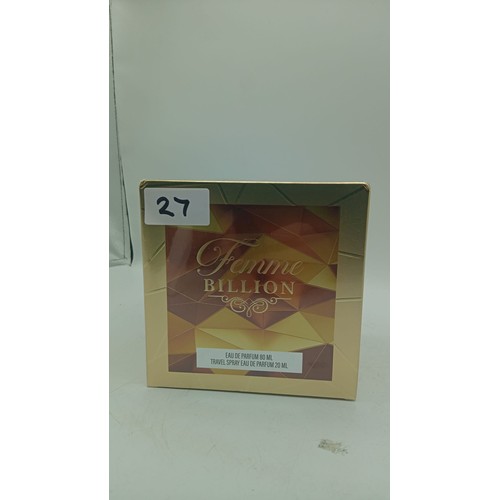 27
Femme
BILLION
EAU DE PARFUM 80 ML
TRAVEL SPRAY EAU DE PARFUM 20 ML